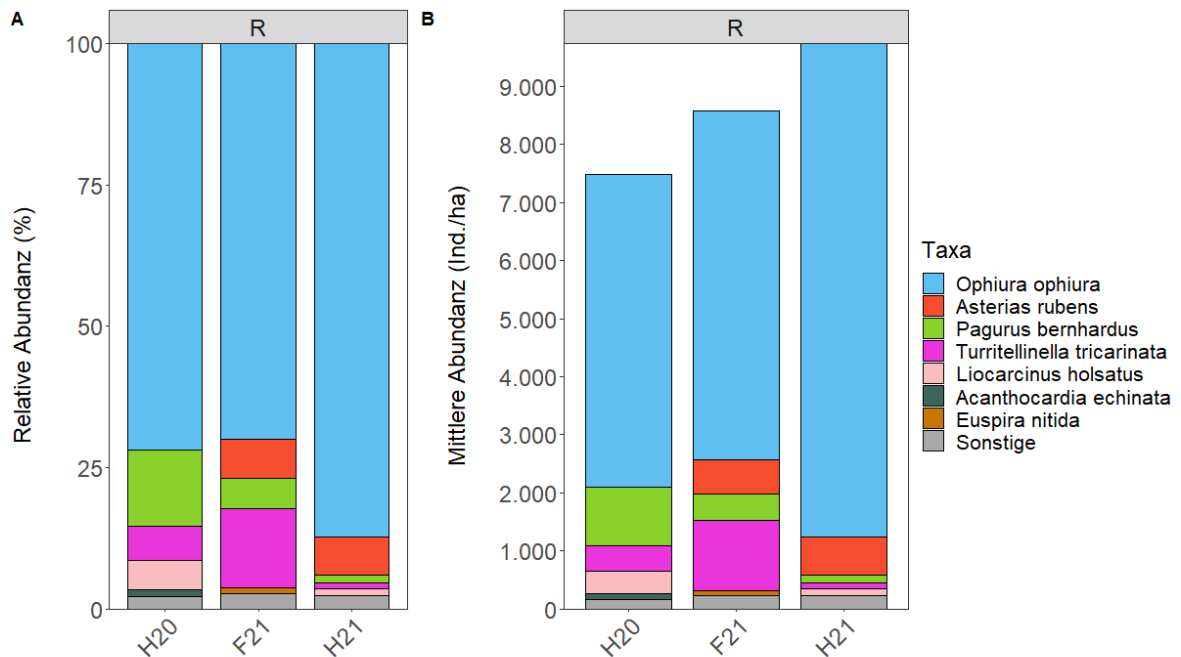 A
R
Relative Abundanz (%)
100
75
50
25
0
H20
F21
H21
B
R
Mittlere Abundanz (Ind./ha)
9.000
8.000
7.000
6.000
5.000
4.000
3.000
2.000
1.000
0
H20
F21
H21
Taxa
Ophiura ophiura
Asterias rubens
Pagurus bernhardus
Turritellinella tricarinata
Liocarcinus holsatus
Acanthocardia echinata
Euspira nitida
Sonstige